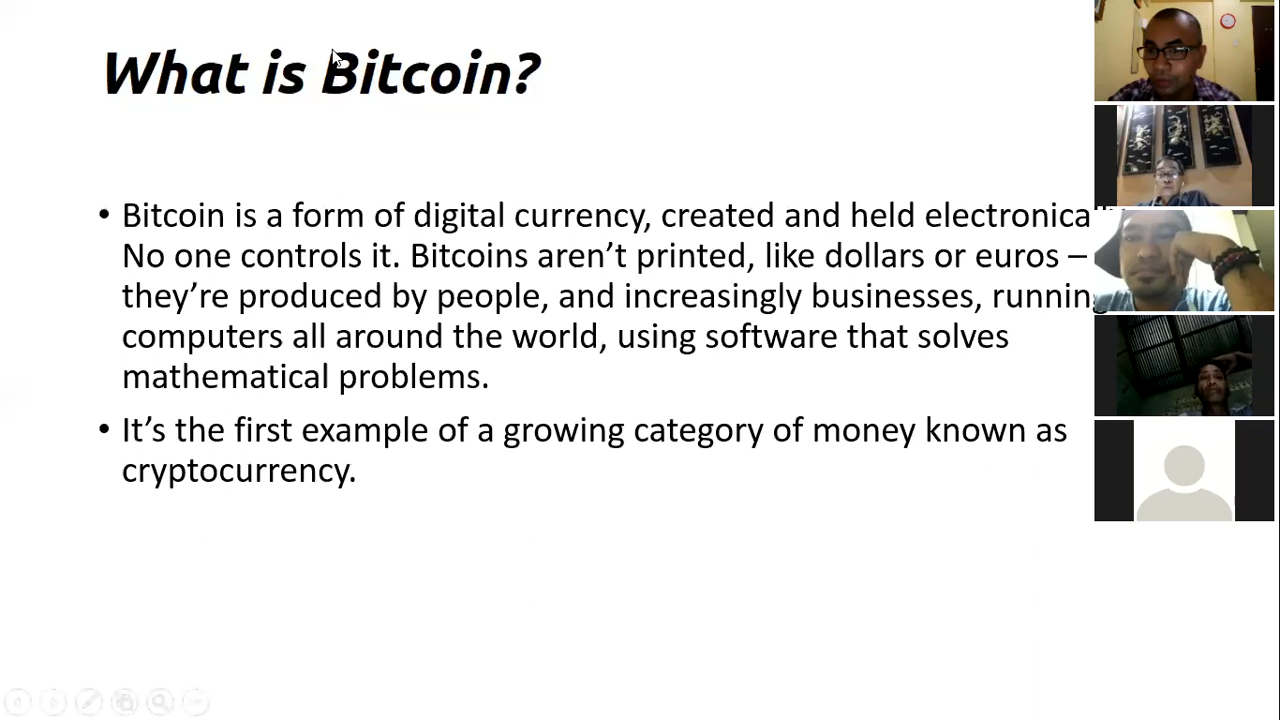 What is Bitcoin?
• Bitcoin is a form of digital currency, created and held
No one controls it. Bitcoins aren’t printed, like dollars or euros –
they’re produced by people, and increasingly businesses, running
computers all around the world, using software that solves
mathematical problems.
• It’s the first example of a growing category of money known as
cryptocurrency.